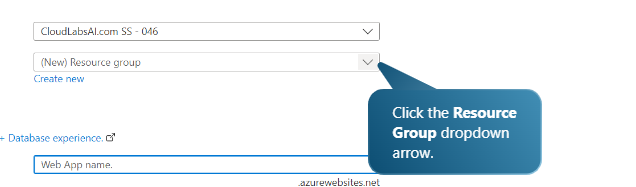 CloudLabsAI.com SS - 046
(New) Resource group
Create new
Click the Resource
Group dropdown
arrow.
+ Database experience.
Web App name.
.azurewebsites.net